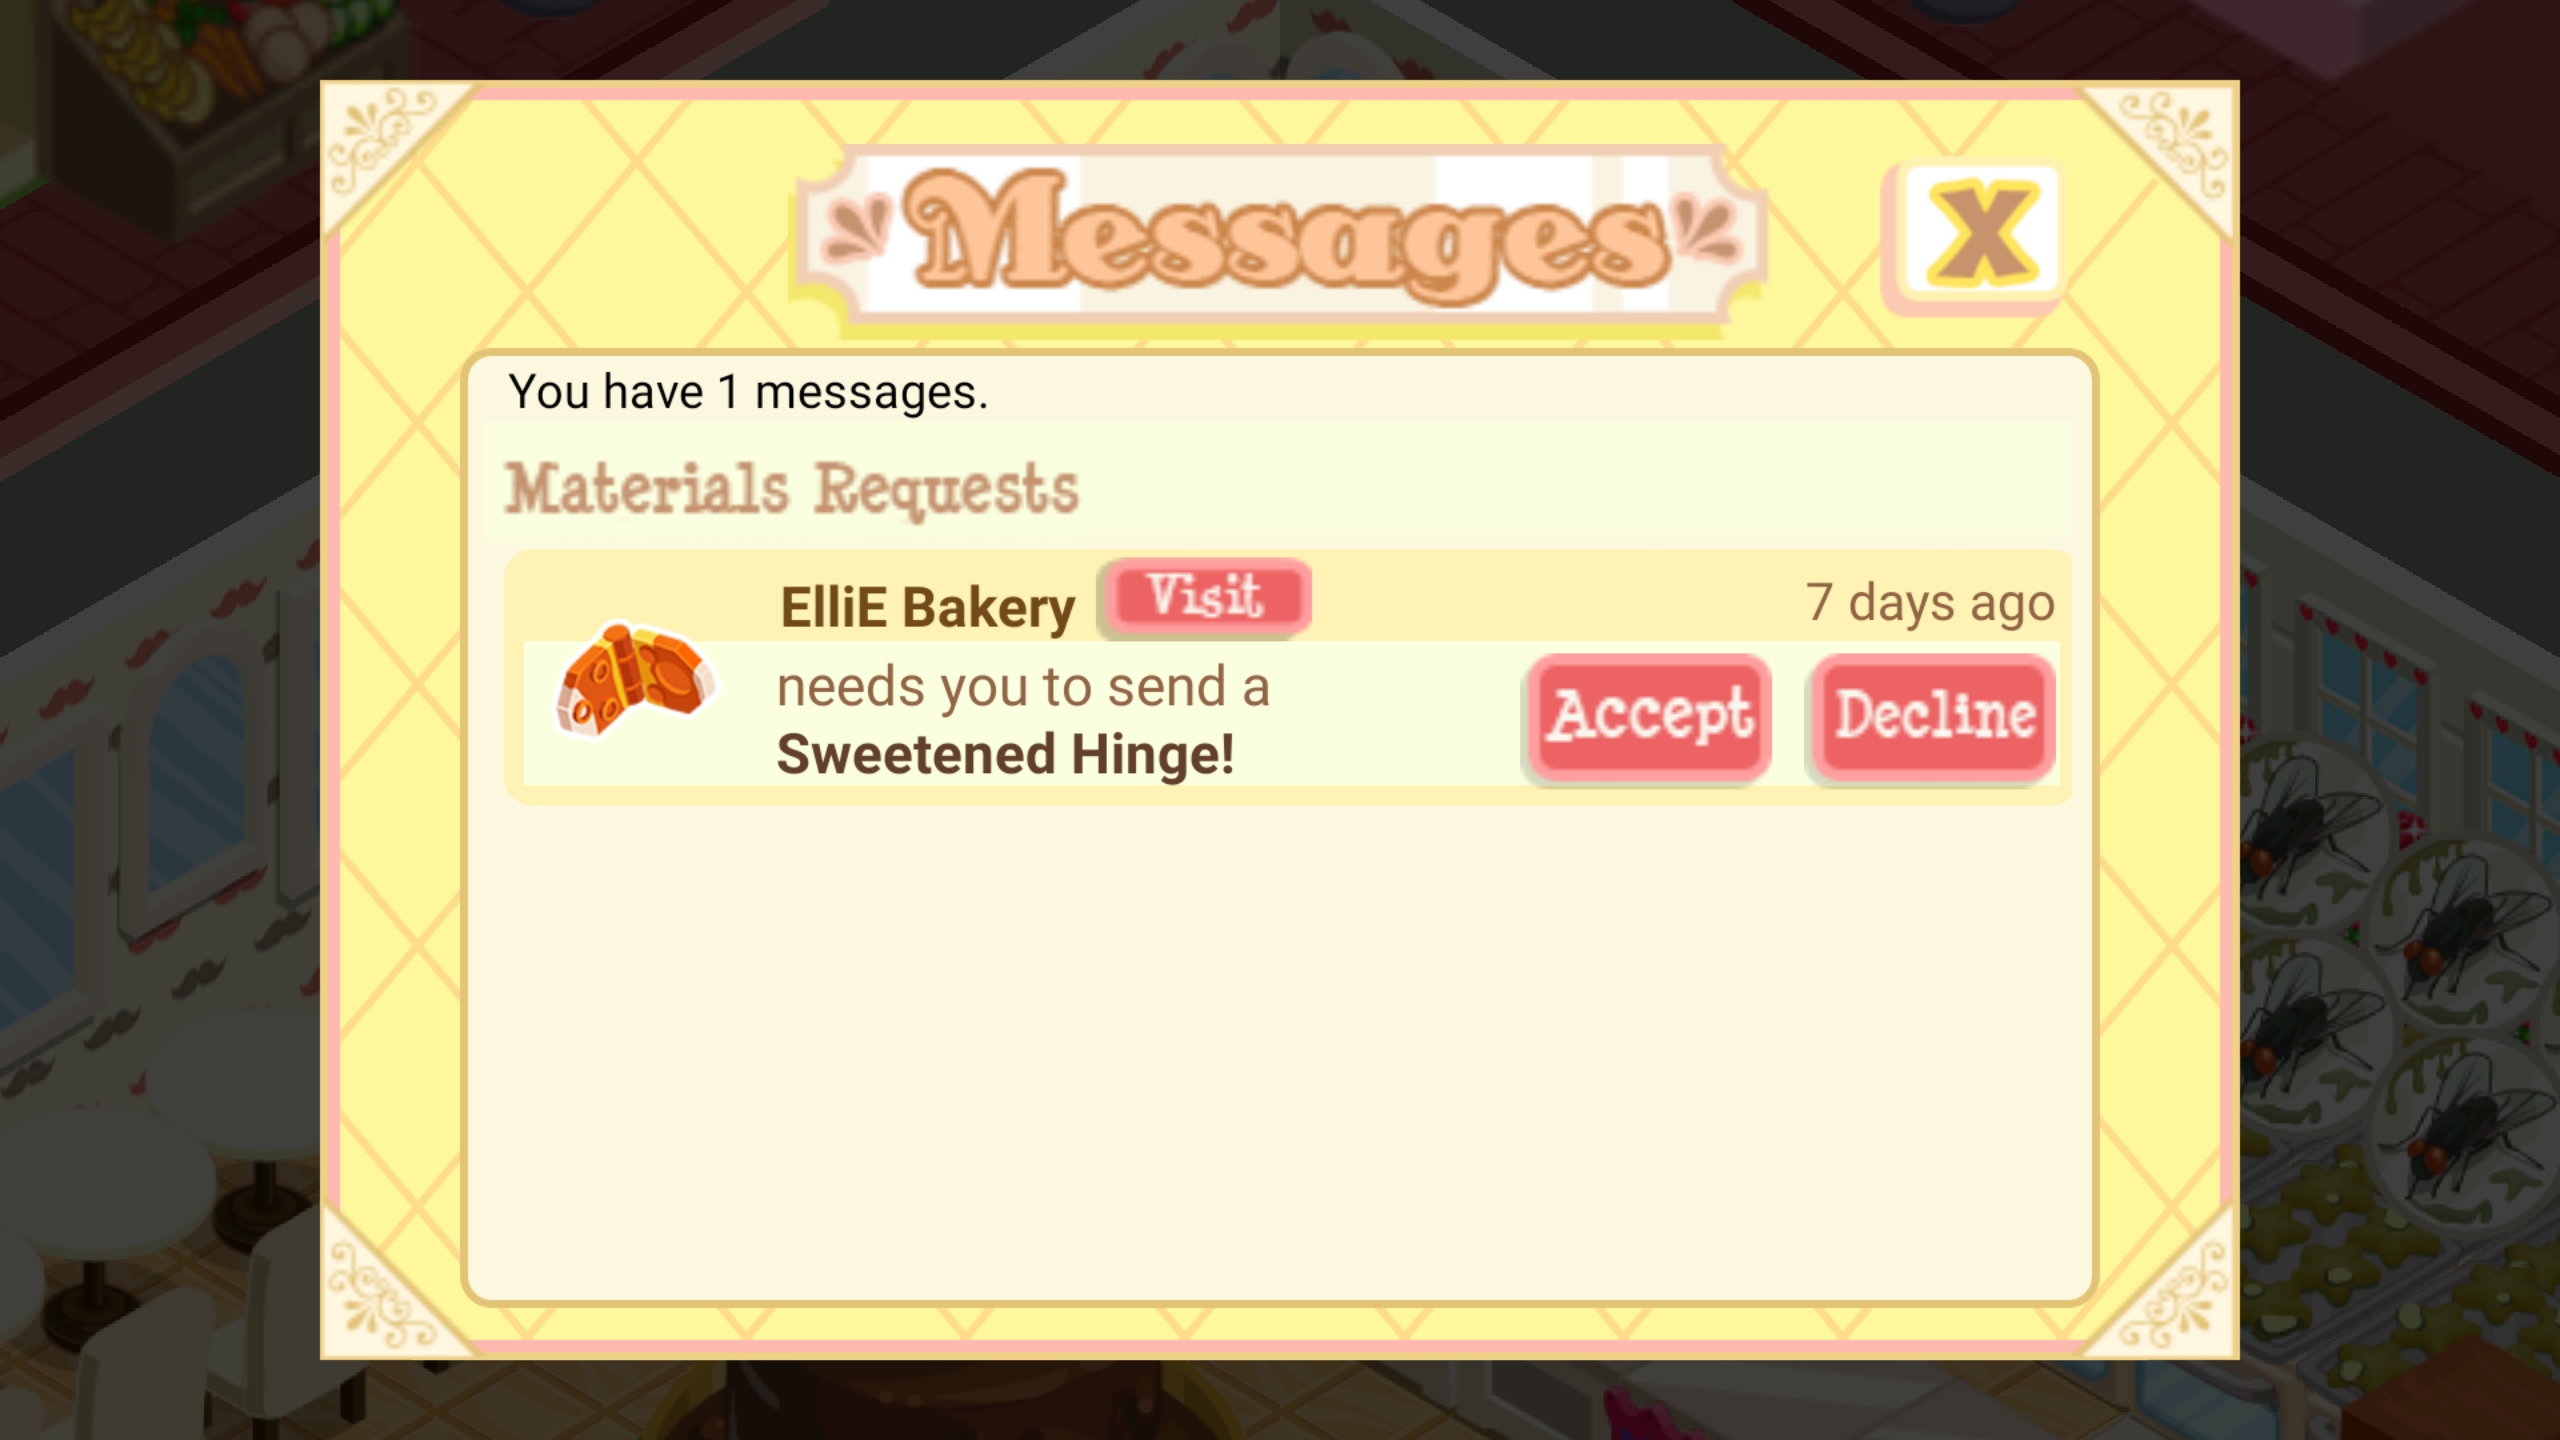 Messages
X
You have 1 messages.
Materials Requests
ElliE Bakery Visit 7 days ago
needs you to send a
Sweetened Hinge!
Accept Decline